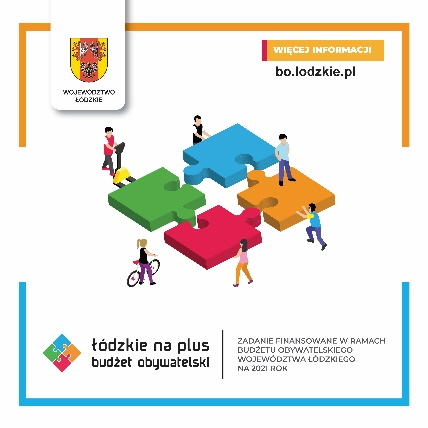 WOJEWÓDZTWO
ŁÓDZKIE
WIĘCEJ INFORMACJI
bo.lodzkie.pl
łódzkie na plus
budżet obywatelski
ZADANIE FINANSOWANE W RAMACH
BUDŻETU OBYWATELSKIEGO
WOJEWÓDZTWA ŁÓDZKIEGO
NA 2021 ROK